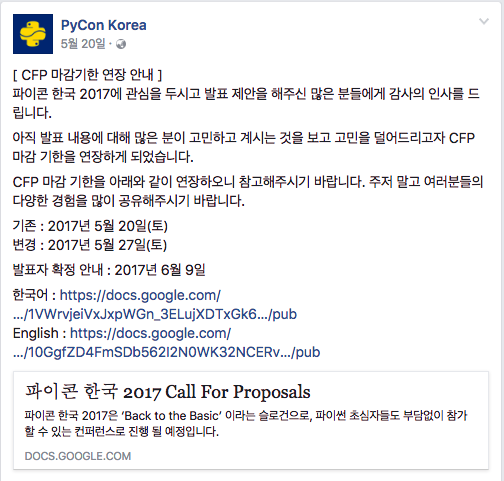 PyCon Korea
5월 20일 ·
[ CFP 마감기한 연장 안내 ]
파이콘 한국 2017에 관심을 두시고 발표 제안을 해주신 많은 분들에게 감사의 인사를 드
립니다.
아직 발표 내용에 대해 많은 분이 고민하고 계시는 것을 보고 고민을 덜어드리고자 CFP
마감 기한을 연장하게 되었습니다.
CFP 마감 기한을 아래와 같이 연장하오니 참고해주시기 바랍니다. 주저 말고 여러분들의
다양한 경험을 많이 공유해주시기 바랍니다.
기존 : 2017년 5월 20일(토)
변경 : 2017년 5월 27일(토)
발표자 확정 안내 : 2017년 6월 9일
한국어 : https://docs.google.com/
…/1VWrvjeiVxJxpWGn_3ELujXDTxGk6…/pub
English : https://docs.google.com/
…/10GgfZD4FmSDb562I2N0WK32NCERv…/pub
파이콘 한국 2017 Call For Proposals
파이콘 한국 2017은 ‘Back to the Basic’ 이라는 슬로건으로, 파이썬 초심자들도 부담없이 참가
할 수 있는 컨퍼런스로 진행 될 예정입니다.
DOCS.GOOGLE.COM